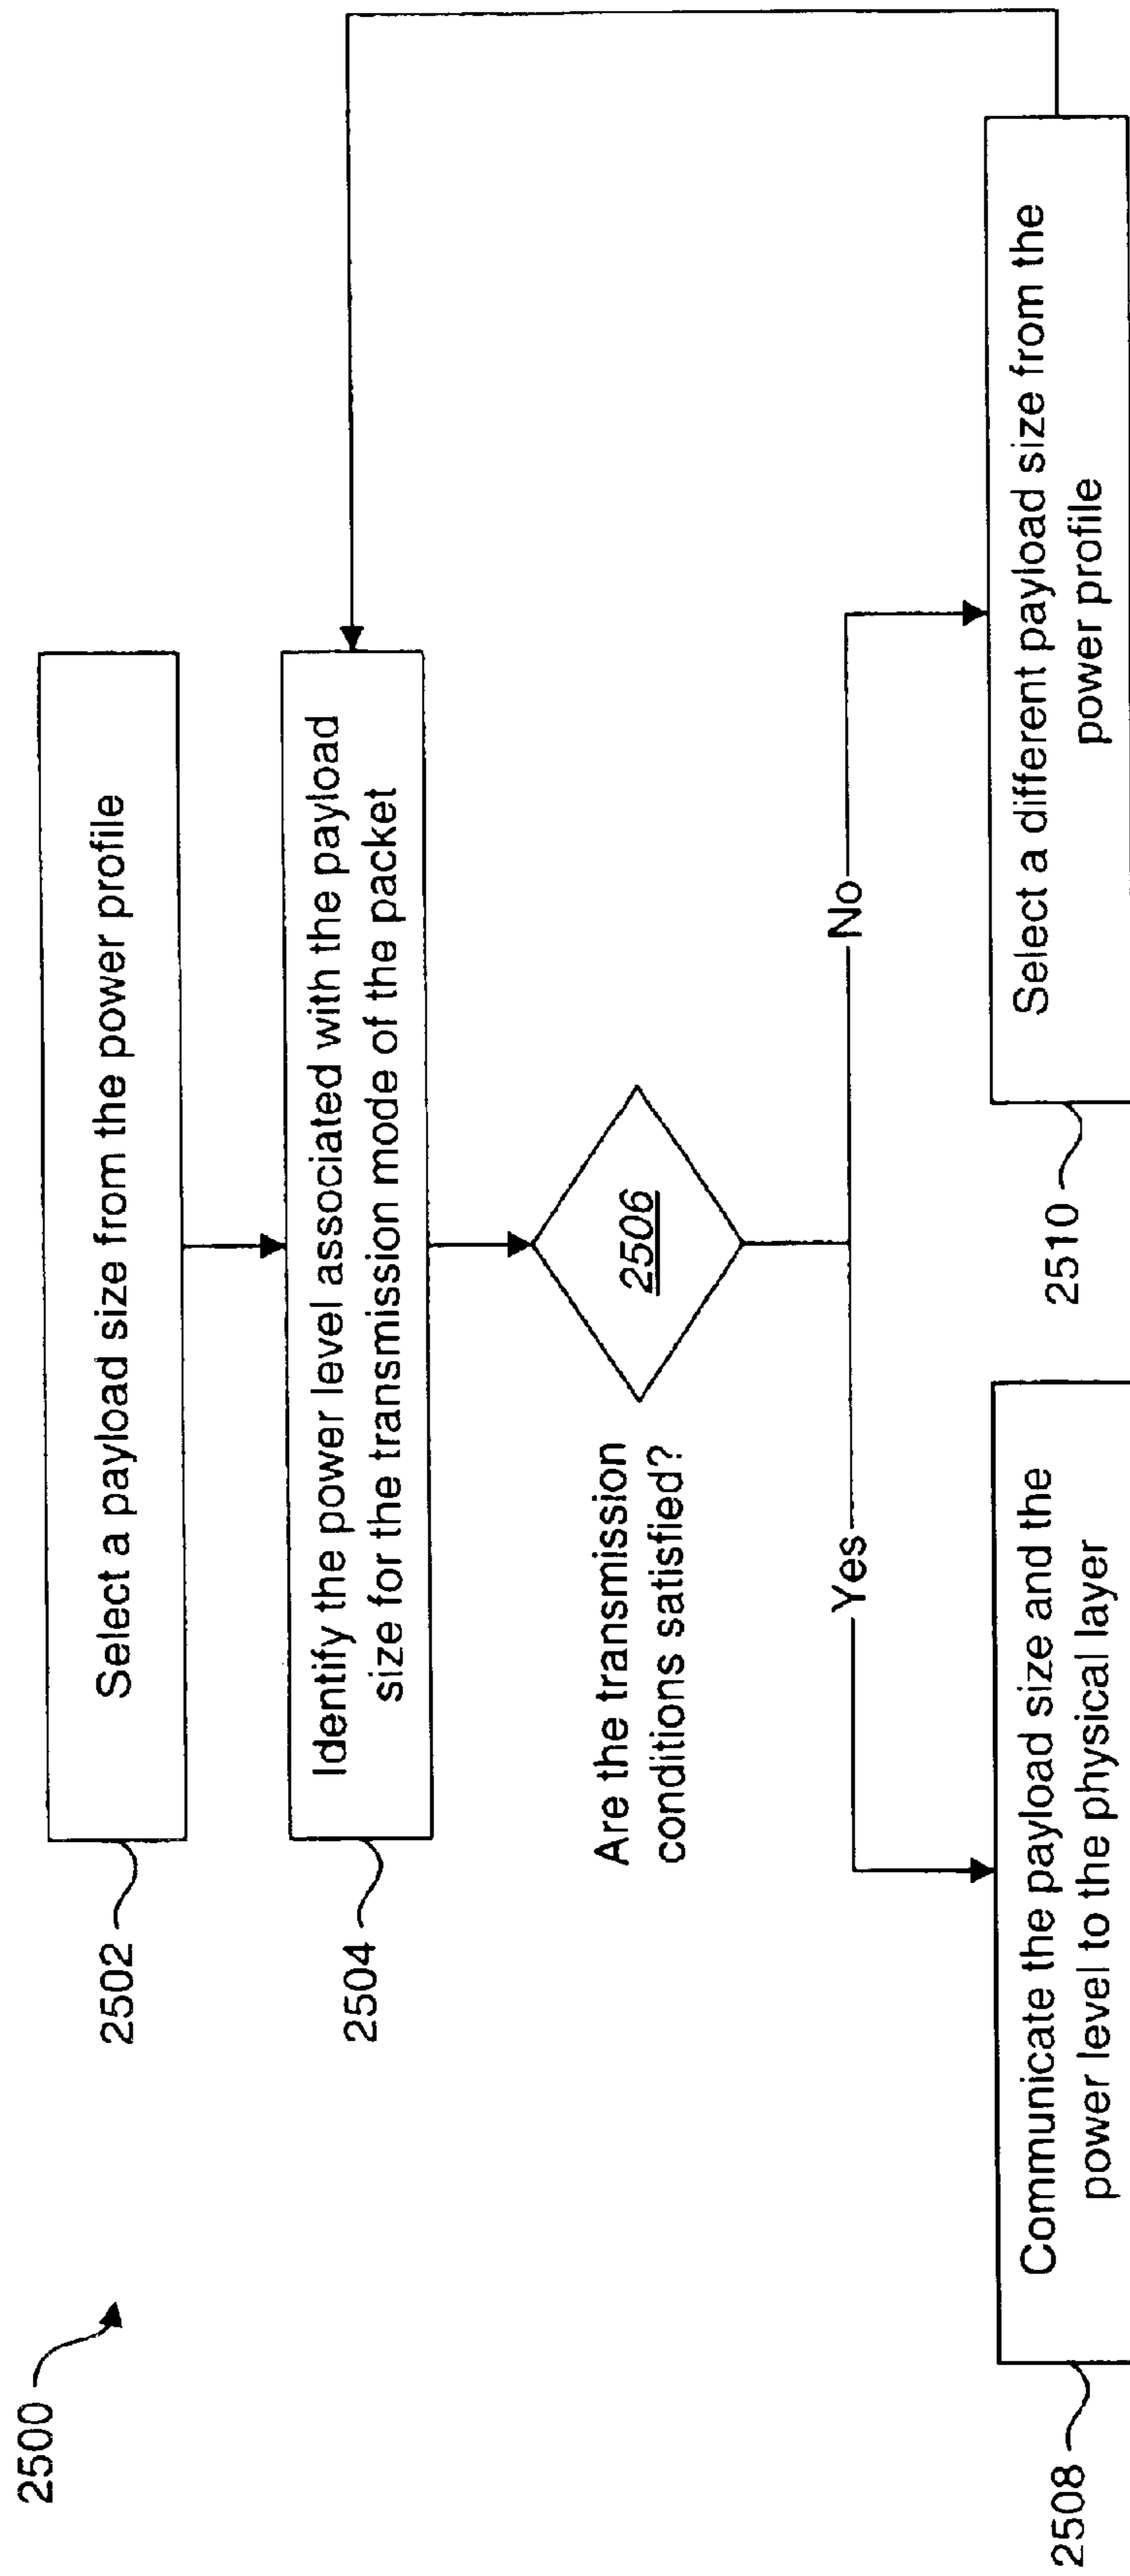 2500
2502
Select a payload size from the power profile
2504
Identify the power level associated with the payload
size for the transmission mode of the packet
Are the transmission
conditions satisfied?
2506
Yes
No
2508
Communicate the payload size and the
power level to the physical layer
2510
Select a different payload size from the
power profile